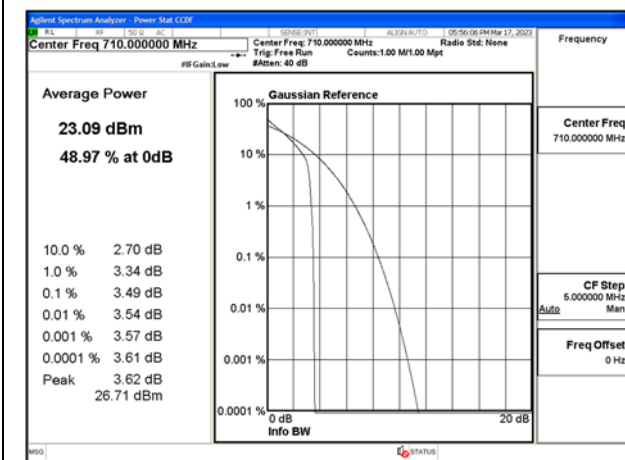 Agilent Spectrum Analyzer - Power Stat CCDF
RL RF 50 Ω AC SENSE:INT ALIGNAUTO 05:56:06 PM Mar 17, 2023
Center Freq 710.000000 MHz
Center Freq: 710.000000 MHz Radio Std: None
Trig: Free Run Counts:1.00 M/1.00 Mpt
#IFGain:Low #Atten: 40 dB
Frequency
Average Power
23.09 dBm
48.97 % at 0dB
10.0 % 2.70 dB
1.0 % 3.34 dB
0.1 % 3.49 dB
0.01 % 3.54 dB
0.001 % 3.57 dB
0.0001 % 3.61 dB
Peak 3.62 dB
26.71 dBm
Gaussian Reference
100 %
10 %
1 %
0.1 %
0.01 %
0.001 %
0.0001 %
0 dB 20 dB
Info BW
Center Freq
710.000000 MHz
CF Step
5.000000 MHz
Auto Man
Freq Offset
0 Hz
MSG STATUS